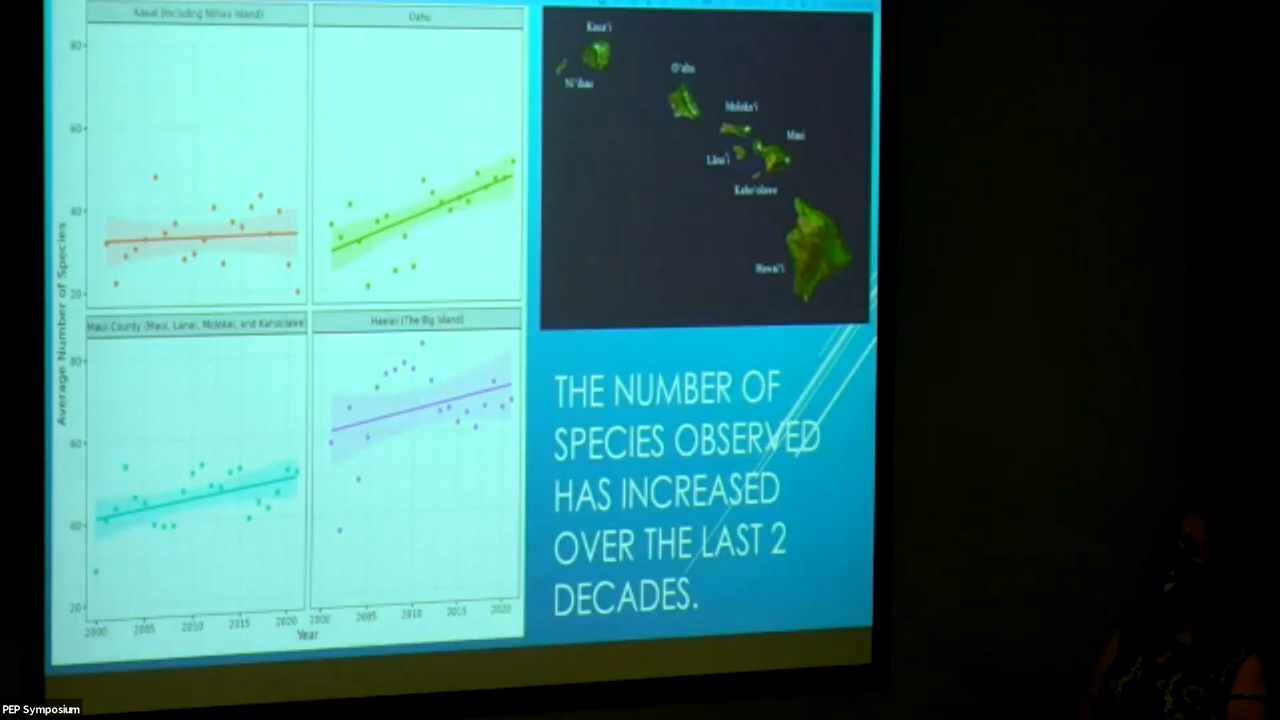 Kauai (including Niihau Island)
Oahu
80
60
40
20
Average Number of Species
Maui County (Maui, Lanai, Molokai, and Kahoolawe)
Hawaii (The Big Island)
80
60
40
20
2000 2005 2010 2015 2020 2000 2005 2010 2015 2020
Year
Kaua'i
Ni'ihau
O'ahu
Moloka'i
Maui
Lāna'i
Kaho'olawe
Hawai'i
THE NUMBER OF
SPECIES OBSERVED
HAS INCREASED
OVER THE LAST 2
DECADES.
PEP Symposium